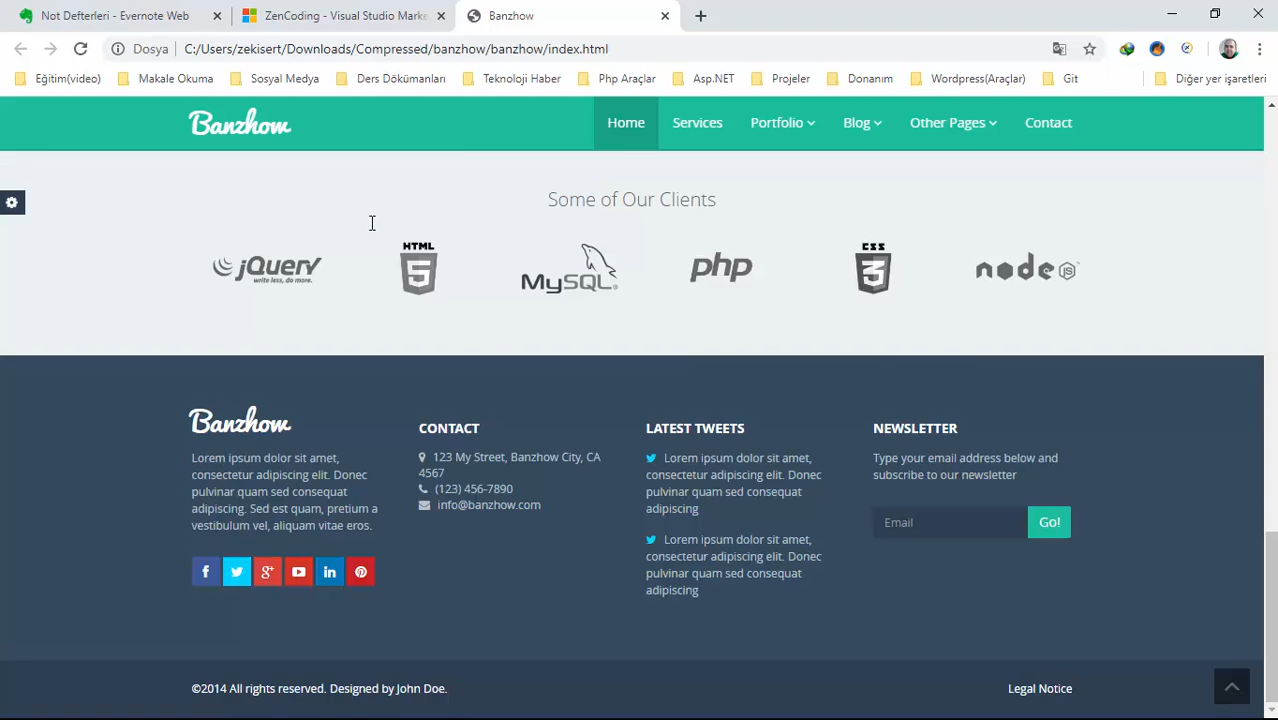 Not Defterleri - Evernote Web
ZenCoding - Visual Studio Marke
Banzhow
Dosya C:/Users/zekisert/Downloads/Compressed/banzhow/banzhow/index.html
Eğitim(video) Makale Okuma Sosyal Medya Ders Dökümanları Teknoloji Haber Php Araçlar Asp.NET Projeler Donanım Wordpress(Araçlar) Git Diğer yer işaretleri
Banzhow Home Services Portfolio Blog Other Pages Contact
Some of Our Clients
jQuery
write less, do more.
HTML
5
MySQL
php
CSS
3
node JS
Banzhow
Lorem ipsum dolor sit amet,
consectetur adipiscing elit. Donec
pulvinar quam sed consequat
adipiscing. Sed est quam, pretium a
vestibulum vel, aliquam vitae eros.
CONTACT
123 My Street, Banzhow City, CA
4567
(123) 456-7890
info@banzhow.com
LATEST TWEETS
Lorem ipsum dolor sit amet,
consectetur adipiscing elit. Donec
pulvinar quam sed consequat
adipiscing
Lorem ipsum dolor sit amet,
consectetur adipiscing elit. Donec
pulvinar quam sed consequat
adipiscing
NEWSLETTER
Type your email address below and
subscribe to our newsletter
Email Go!
©2014 All rights reserved. Designed by John Doe.
Legal Notice